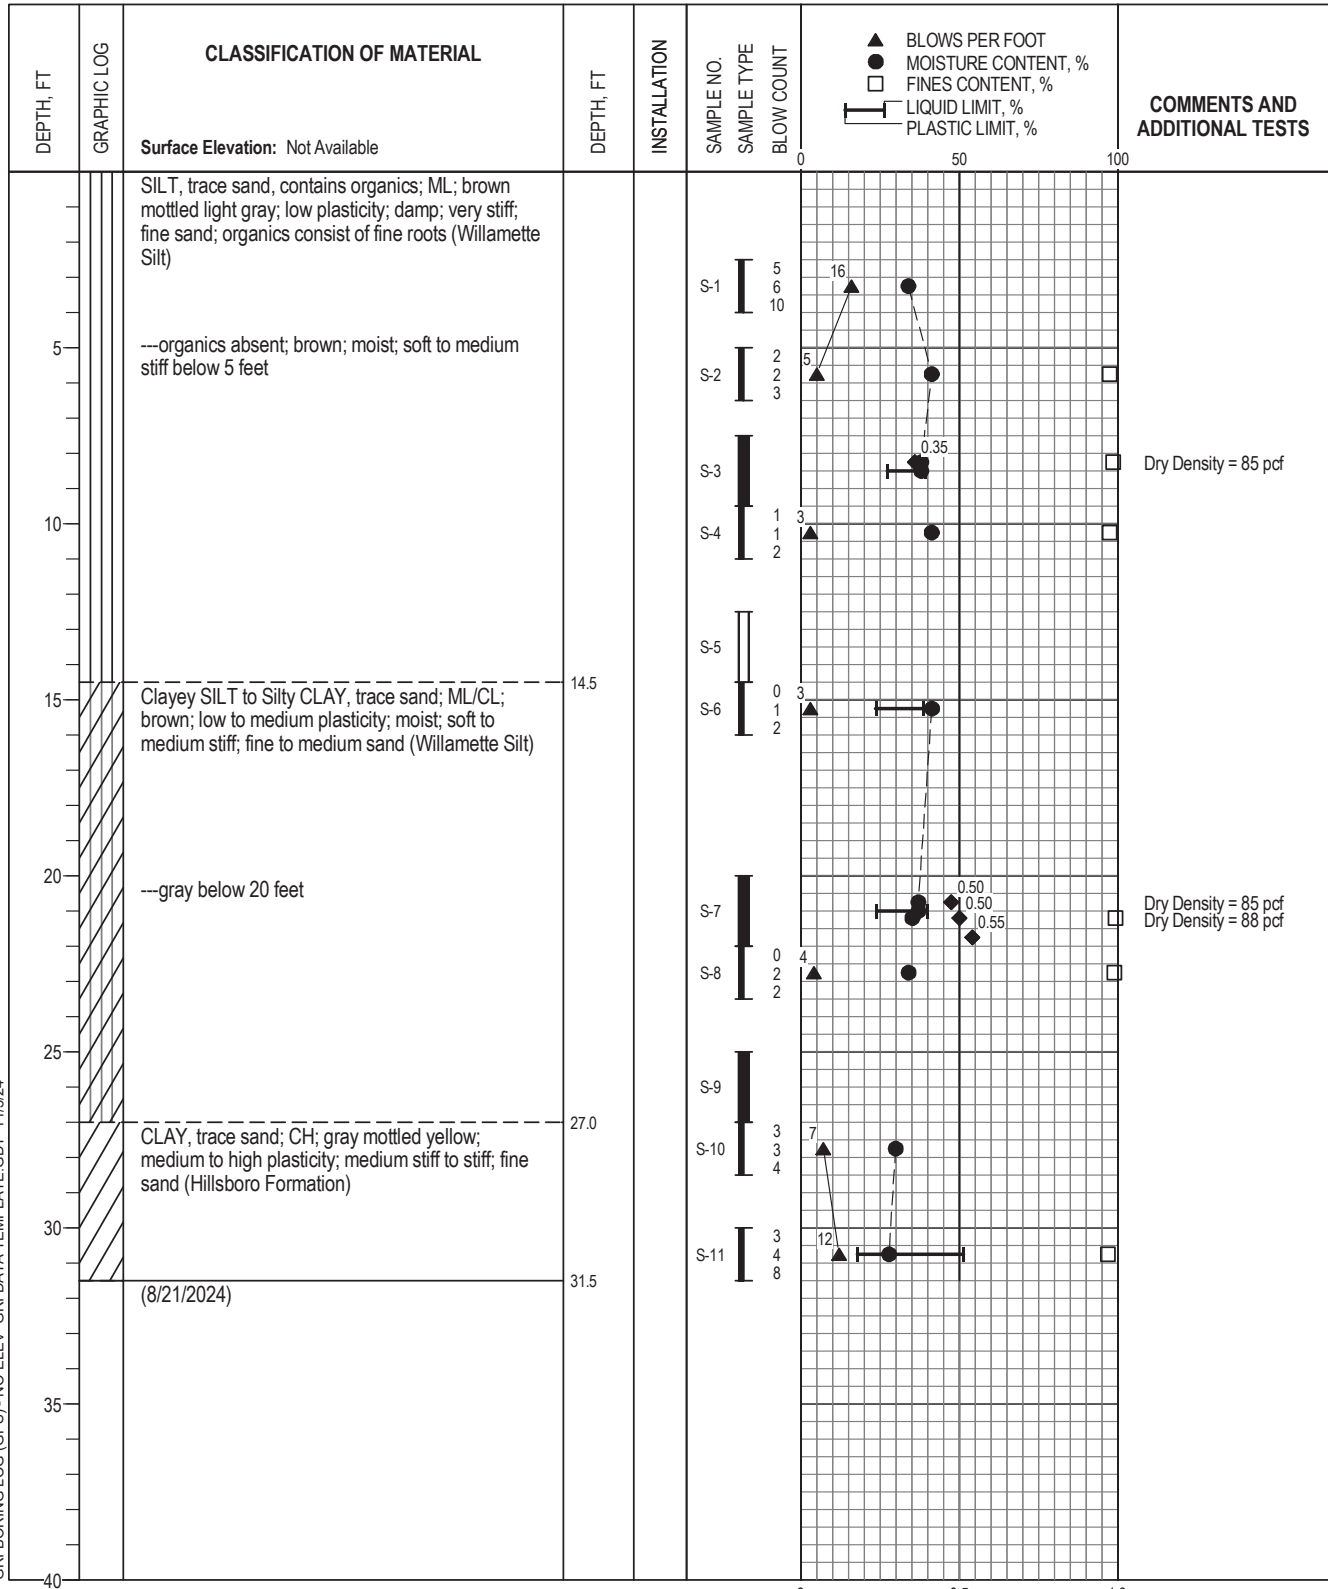 DEPTH, FT
GRAPHIC LOG
CLASSIFICATION OF MATERIAL
Surface Elevation: Not Available
DEPTH, FT
INSTALLATION
SAMPLE NO.
SAMPLE TYPE
BLOW COUNT
BLOWS PER FOOT
MOISTURE CONTENT, %
FINES CONTENT, %
LIQUID LIMIT, %
PLASTIC LIMIT, %
0 50 100
COMMENTS AND
ADDITIONAL TESTS
SILT, trace sand, contains organics; ML; brown
mottled light gray; low plasticity; damp; very stiff;
fine sand; organics consist of fine roots (Willamette
Silt)
S-1
5
6
10
16
5
---organics absent; brown; moist; soft to medium
stiff below 5 feet
S-2
2
2
3
5
S-3
0.35
Dry Density = 85 pcf
10
S-4
1
1
2
3
S-5
14.5
15
Clayey SILT to Silty CLAY, trace sand; ML/CL;
brown; low to medium plasticity; moist; soft to
medium stiff; fine to medium sand (Willamette Silt)
S-6
0
1
2
3
20
---gray below 20 feet
S-7
0.50
0.50
0.55
Dry Density = 85 pcf
Dry Density = 88 pcf
S-8
0
2
2
4
25
S-9
27.0
CLAY, trace sand; CH; gray mottled yellow;
medium to high plasticity; medium stiff to stiff; fine
sand (Hillsboro Formation)
S-10
3
3
4
7
30
S-11
3
4
8
12
31.5
(8/21/2024)
35
40